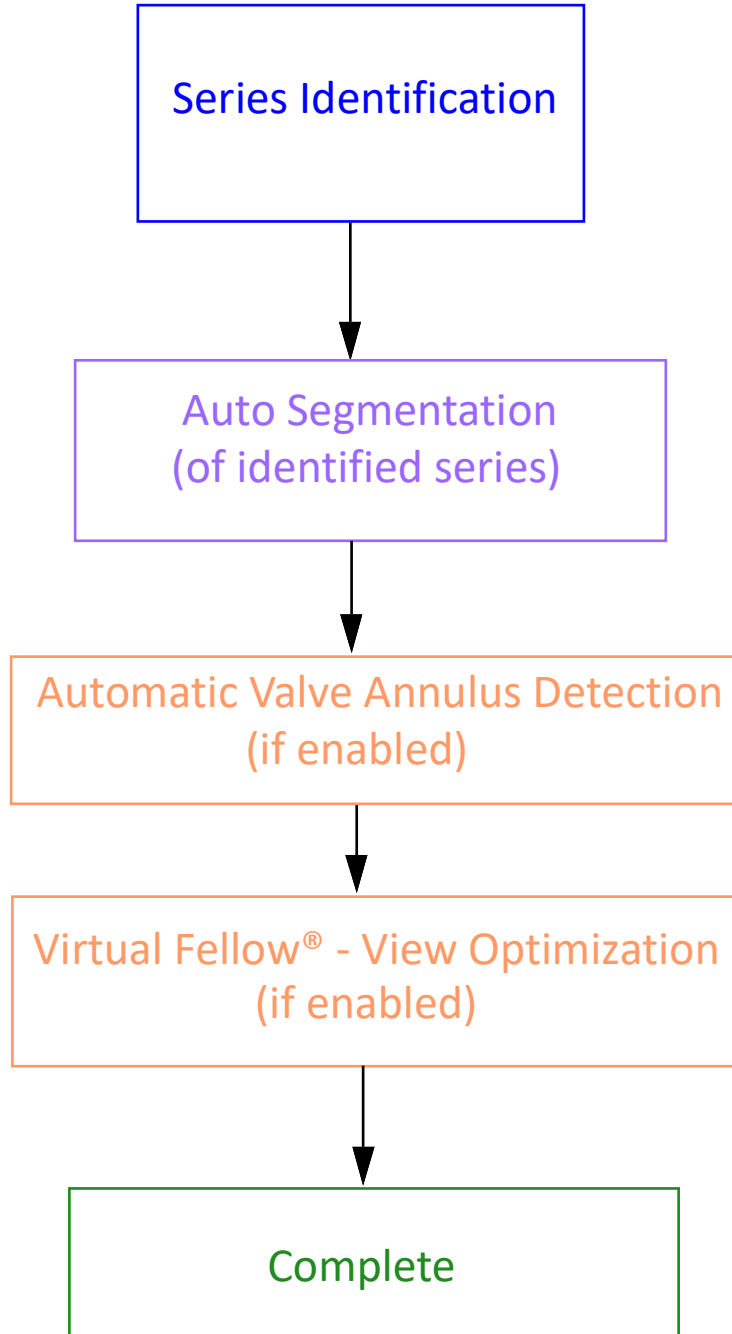 Series Identification
Auto Segmentation
(of identified series)
Automatic Valve Annulus Detection
(if enabled)
Virtual Fellow® - View Optimization
(if enabled)
Complete